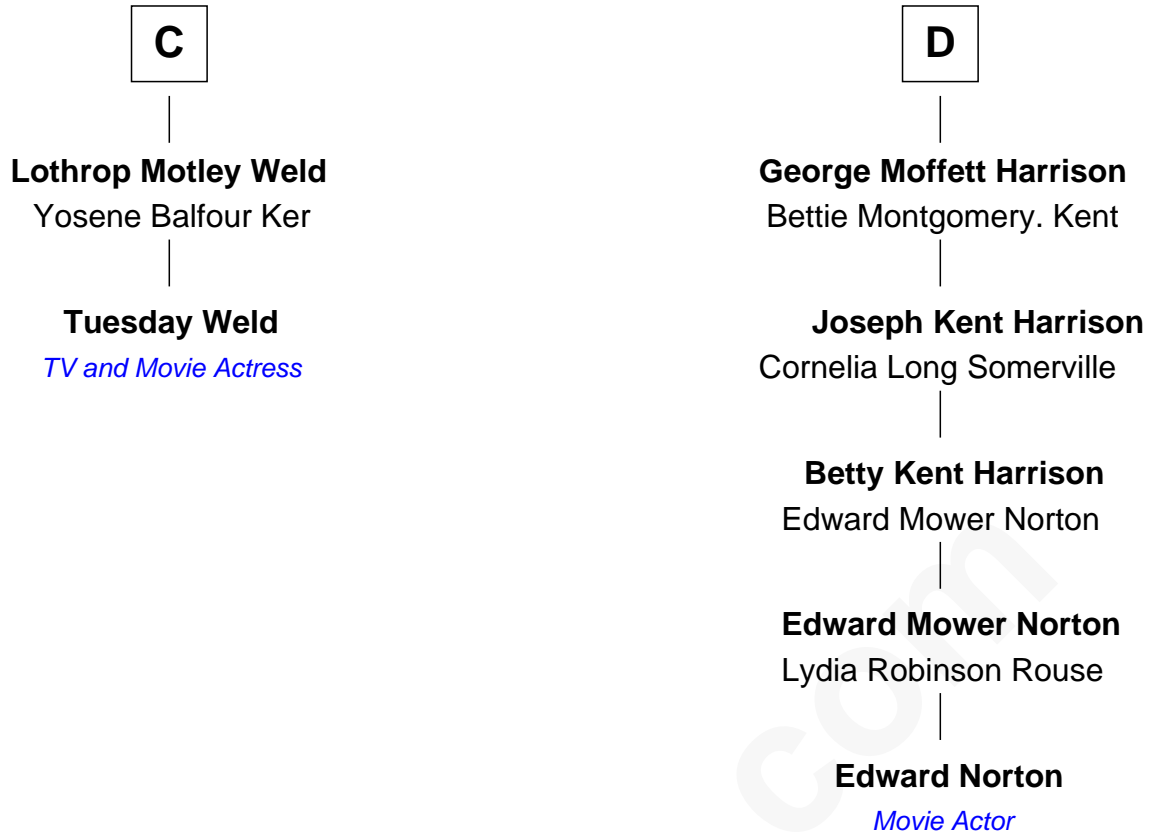 C
Lothrop Motley Weld
Yosene Balfour Ker
Tuesday Weld
TV and Movie Actress
D
George Moffett Harrison
Bettie Montgomery. Kent
Joseph Kent Harrison
Cornelia Long Somerville
Betty Kent Harrison
Edward Mower Norton
Edward Mower Norton
Lydia Robinson Rouse
Edward Norton
Movie Actor
com